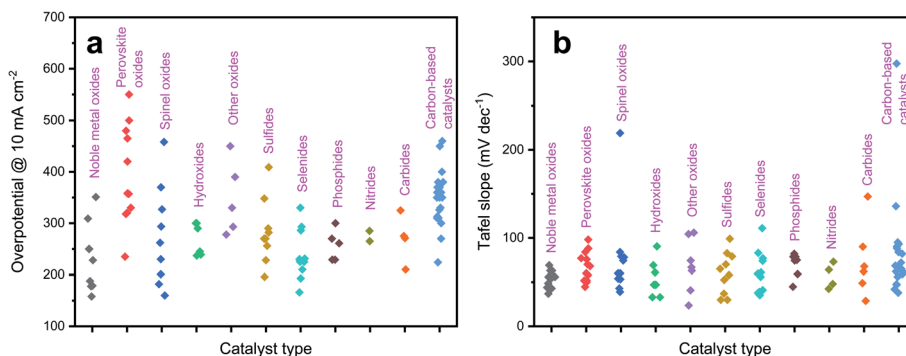 a
700
600
500
400
300
200
100
Overpotential @ 10 mA cm-2
Noble metal oxides
Perovskite
oxides
Spinel oxides
Hydroxides
Other oxides
Sulfides
Selenides
Phosphides
Nitrides
Carbides
Carbon-based
catalysts
Catalyst type
b
300
200
100
0
Tafel slope (mV dec-1)
Noble metal oxides
Perovskite oxides
Spinel oxides
Hydroxides
Other oxides
Sulfides
Selenides
Phosphides
Nitrides
Carbides
Carbon-based
catalysts
Catalyst type